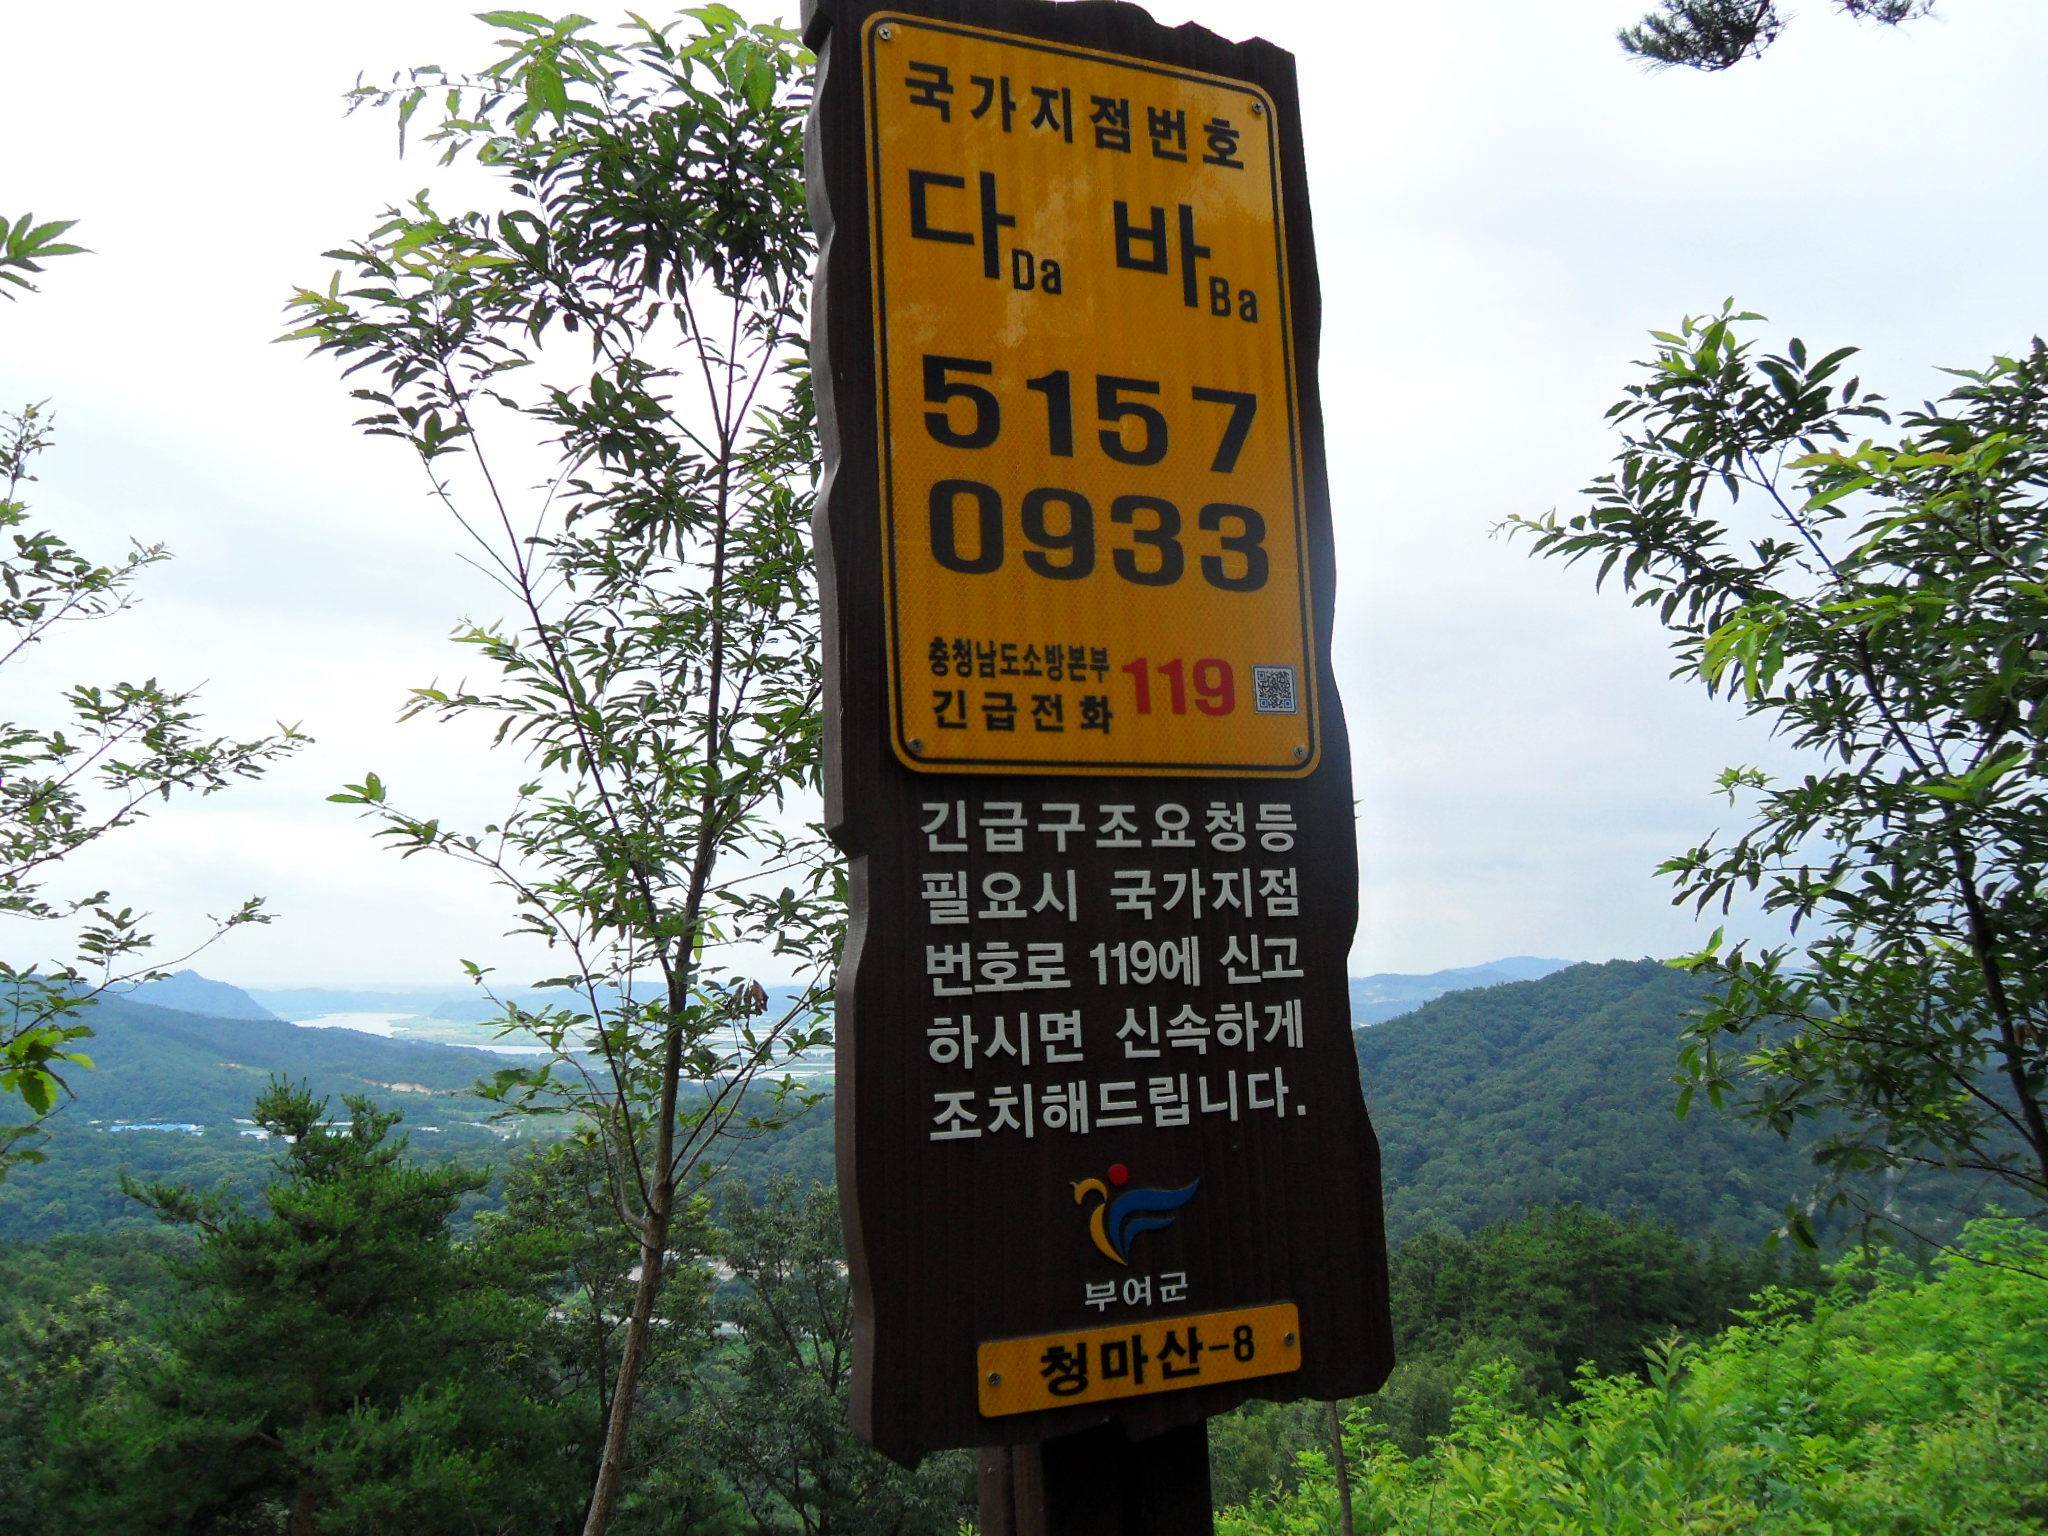 국가지점번호
다Da 바Ba
5157
0933
충청남도소방본부
긴급전화 119
긴급구조요청등
필요시 국가지점
번호로 119에 신고
하시면 신속하게
조치해드립니다.
부여군
청마산-8